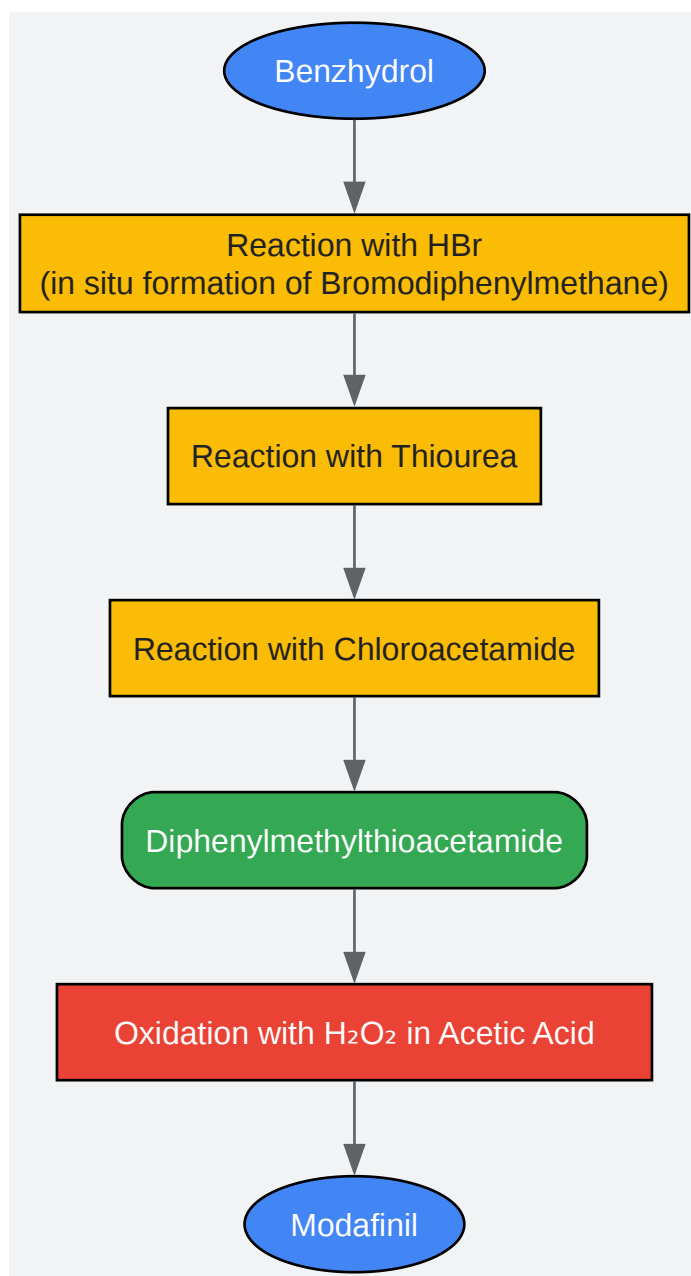 Benzhydrol
Reaction with HBr
(in situ formation of Bromodiphenylmethane)
Reaction with Thiourea
Reaction with Chloroacetamide
Diphenylmethylthioacetamide
Oxidation with H₂O₂ in Acetic Acid
Modafinil